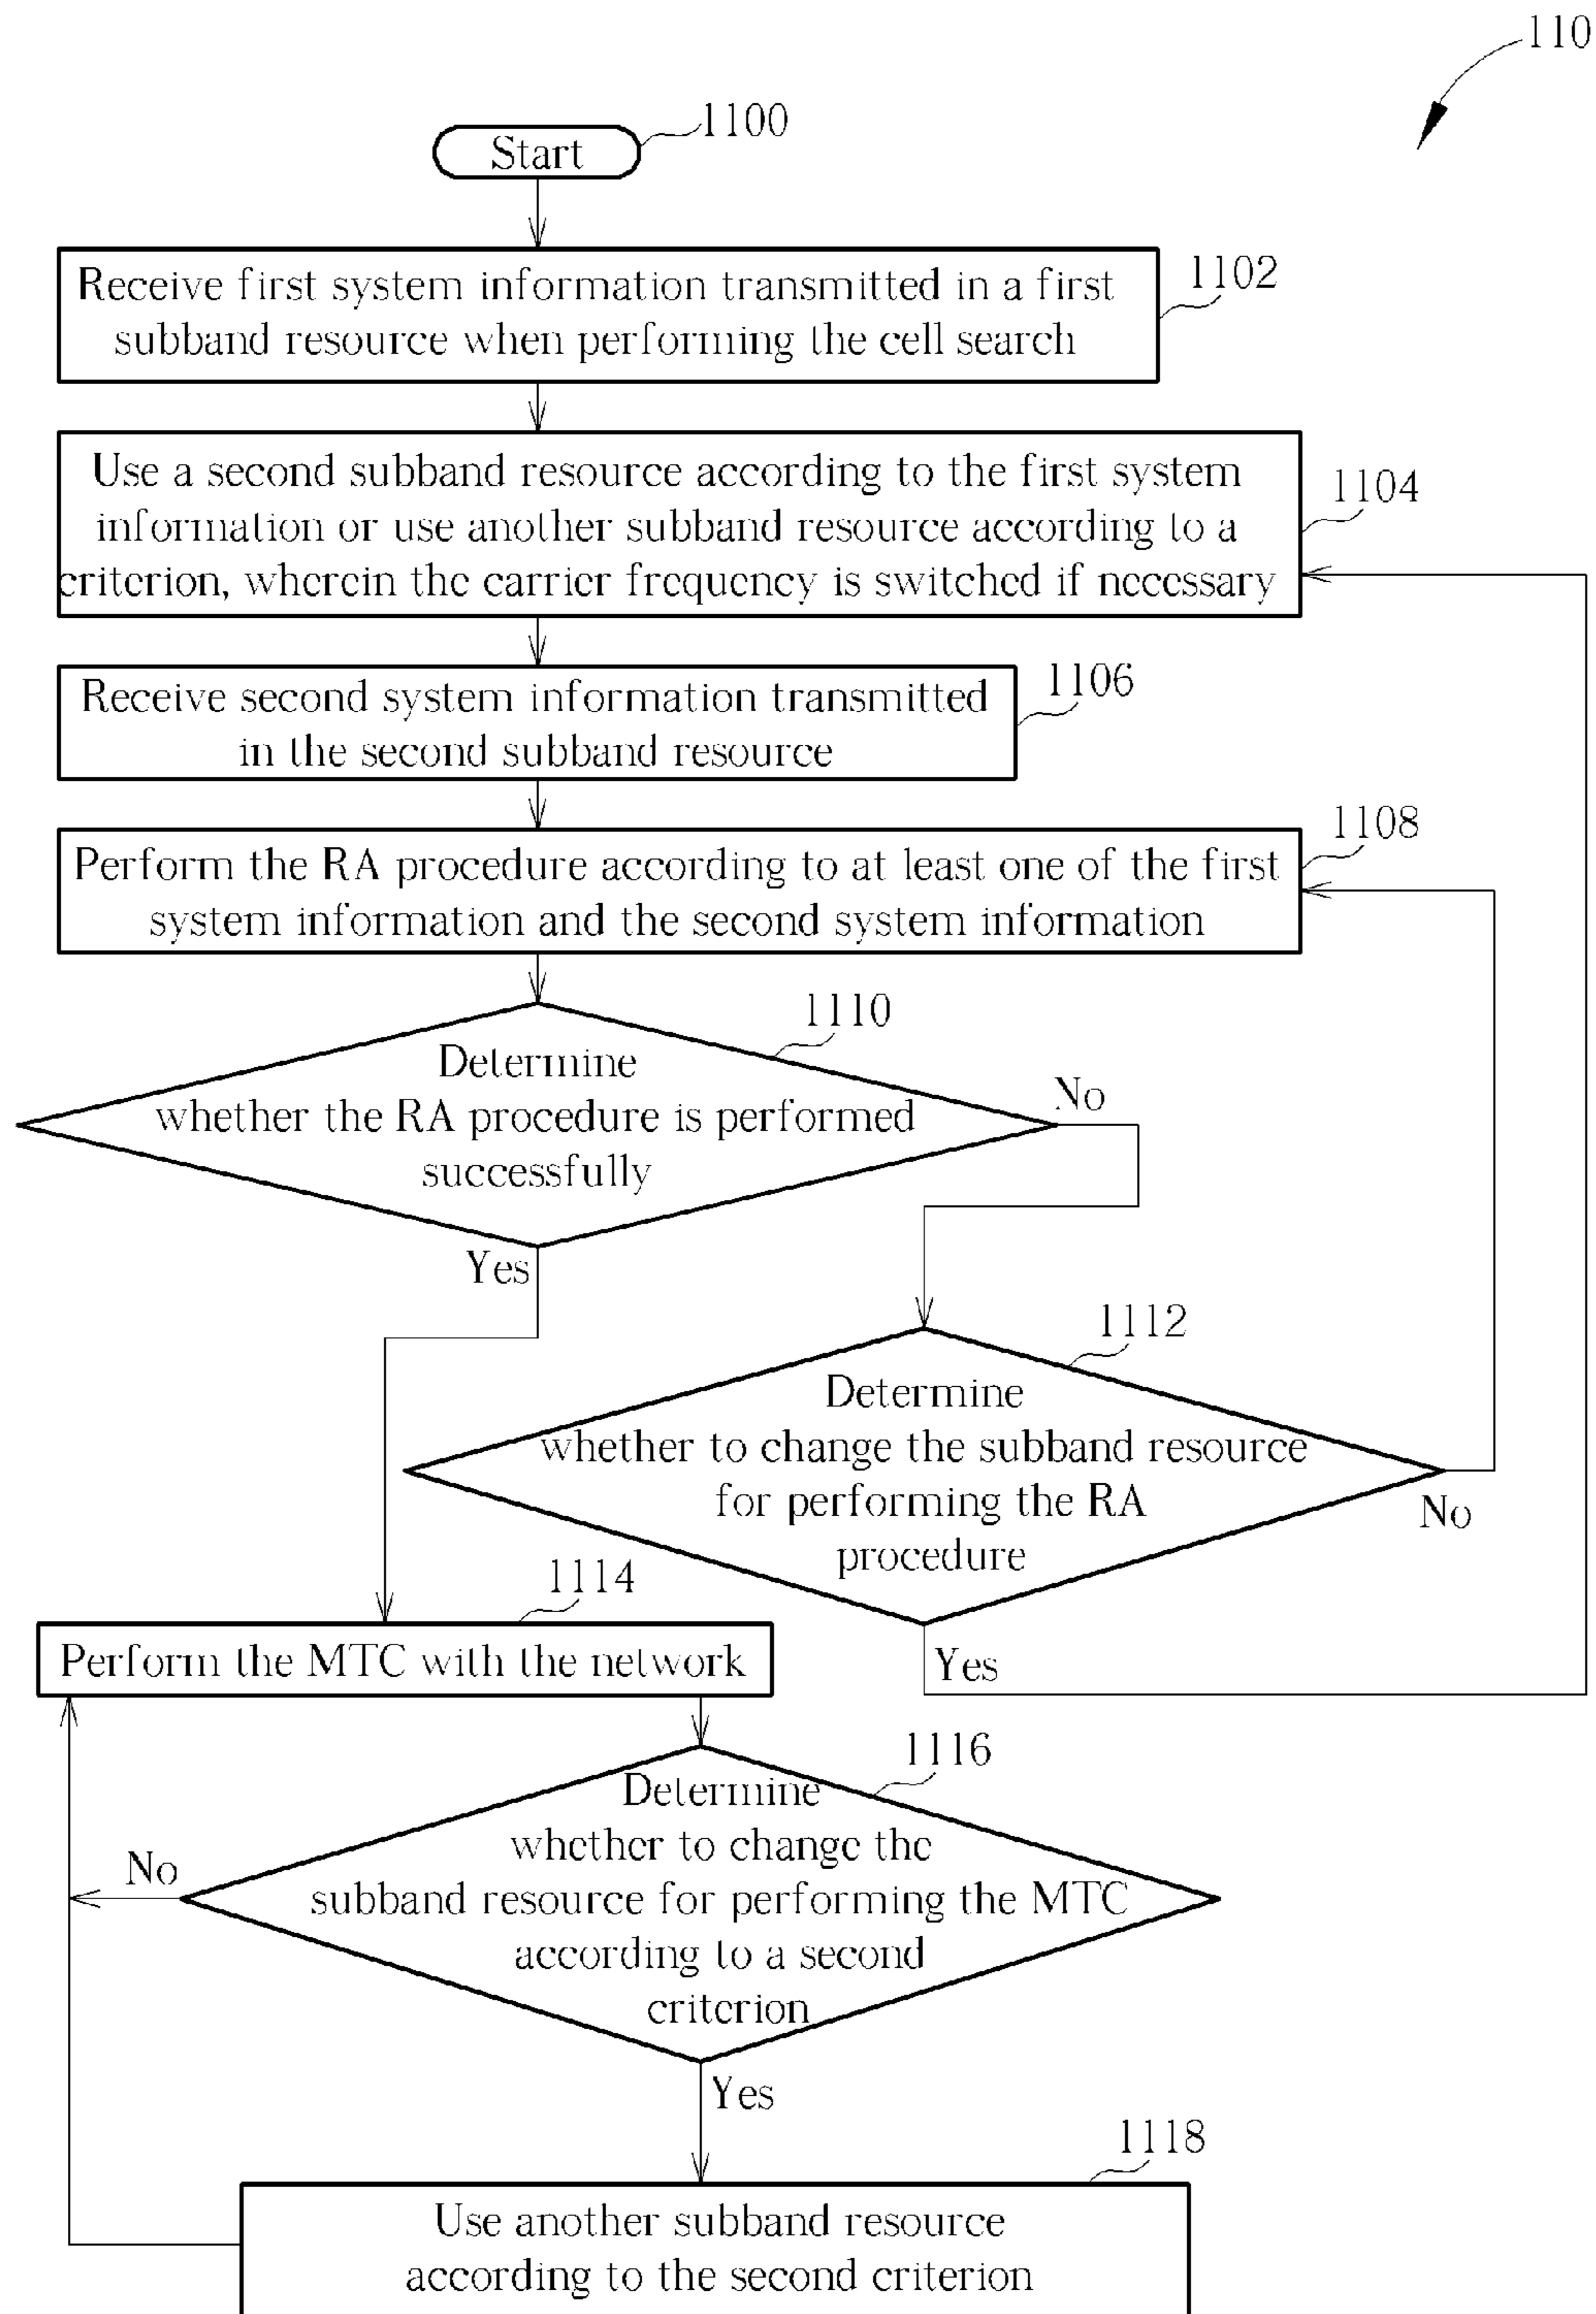 110
1100
Start
1102
Receive first system information transmitted in a first
subband resource when performing the cell search
1104
Use a second subband resource according to the first system
information or use another subband resource according to a
criterion, wherein the carrier frequency is switched if necessary
1106
Receive second system information transmitted
in the second subband resource
1108
Perform the RA procedure according to at least one of the first
system information and the second system information
1110
Determine
whether the RA procedure is performed
successfully
No
Yes
1112
Determine
whether to change the subband resource
for performing the RA
procedure
No
Yes
1114
Perform the MTC with the network
1116
Determine
whether to change the
subband resource for performing the MTC
according to a second
criterion
No
Yes
1118
Use another subband resource
according to the second criterion